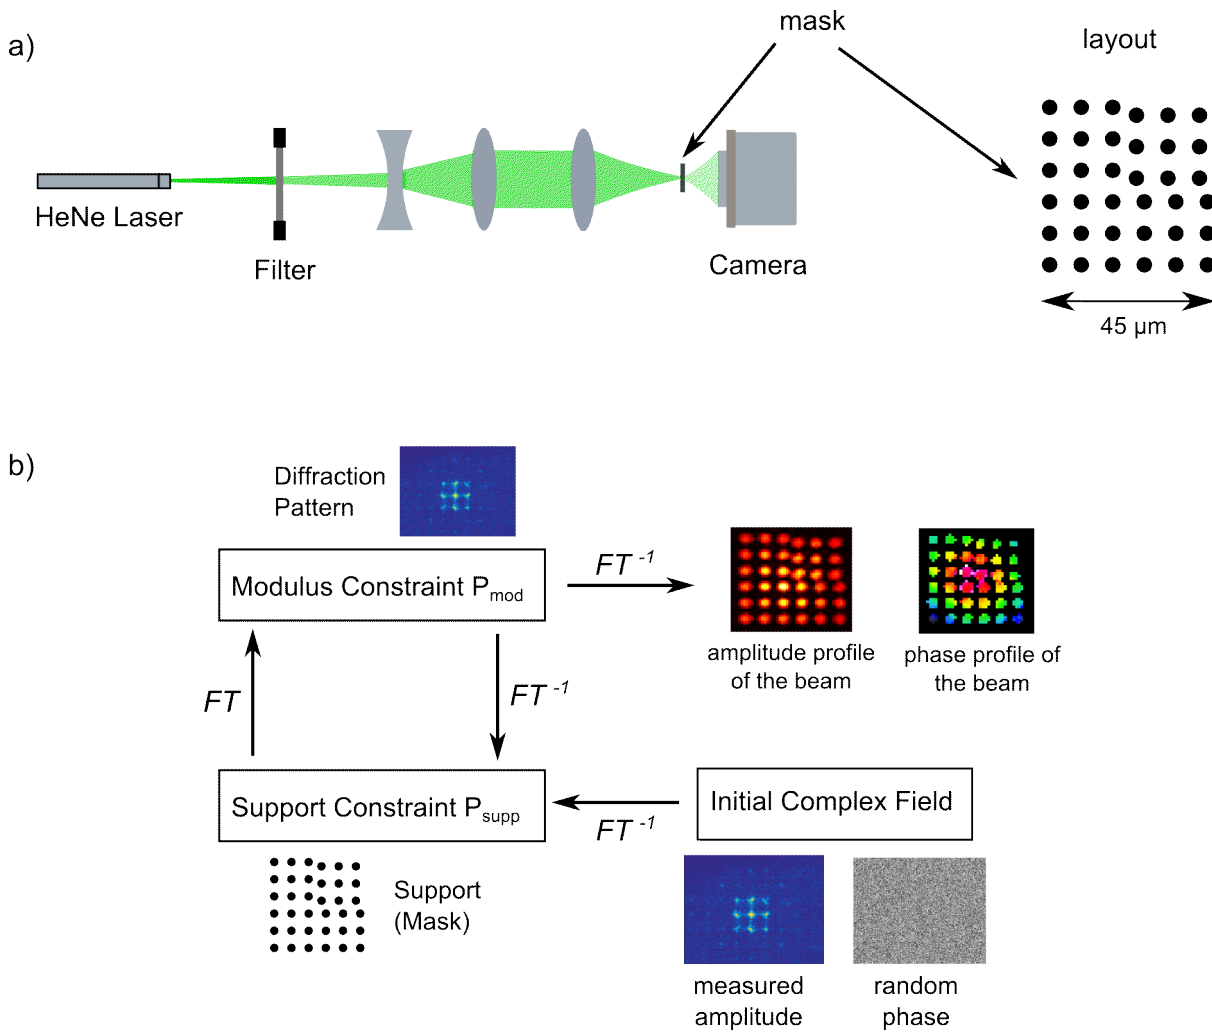 a)
mask
layout
HeNe Laser
Filter
Camera
45 µm
b)
Diffraction
Pattern
Modulus Constraint P_mod
FT -1
amplitude profile
of the beam
phase profile of
the beam
FT
FT -1
Support Constraint P_supp
FT -1
Initial Complex Field
Support
(Mask)
measured
amplitude
random
phase